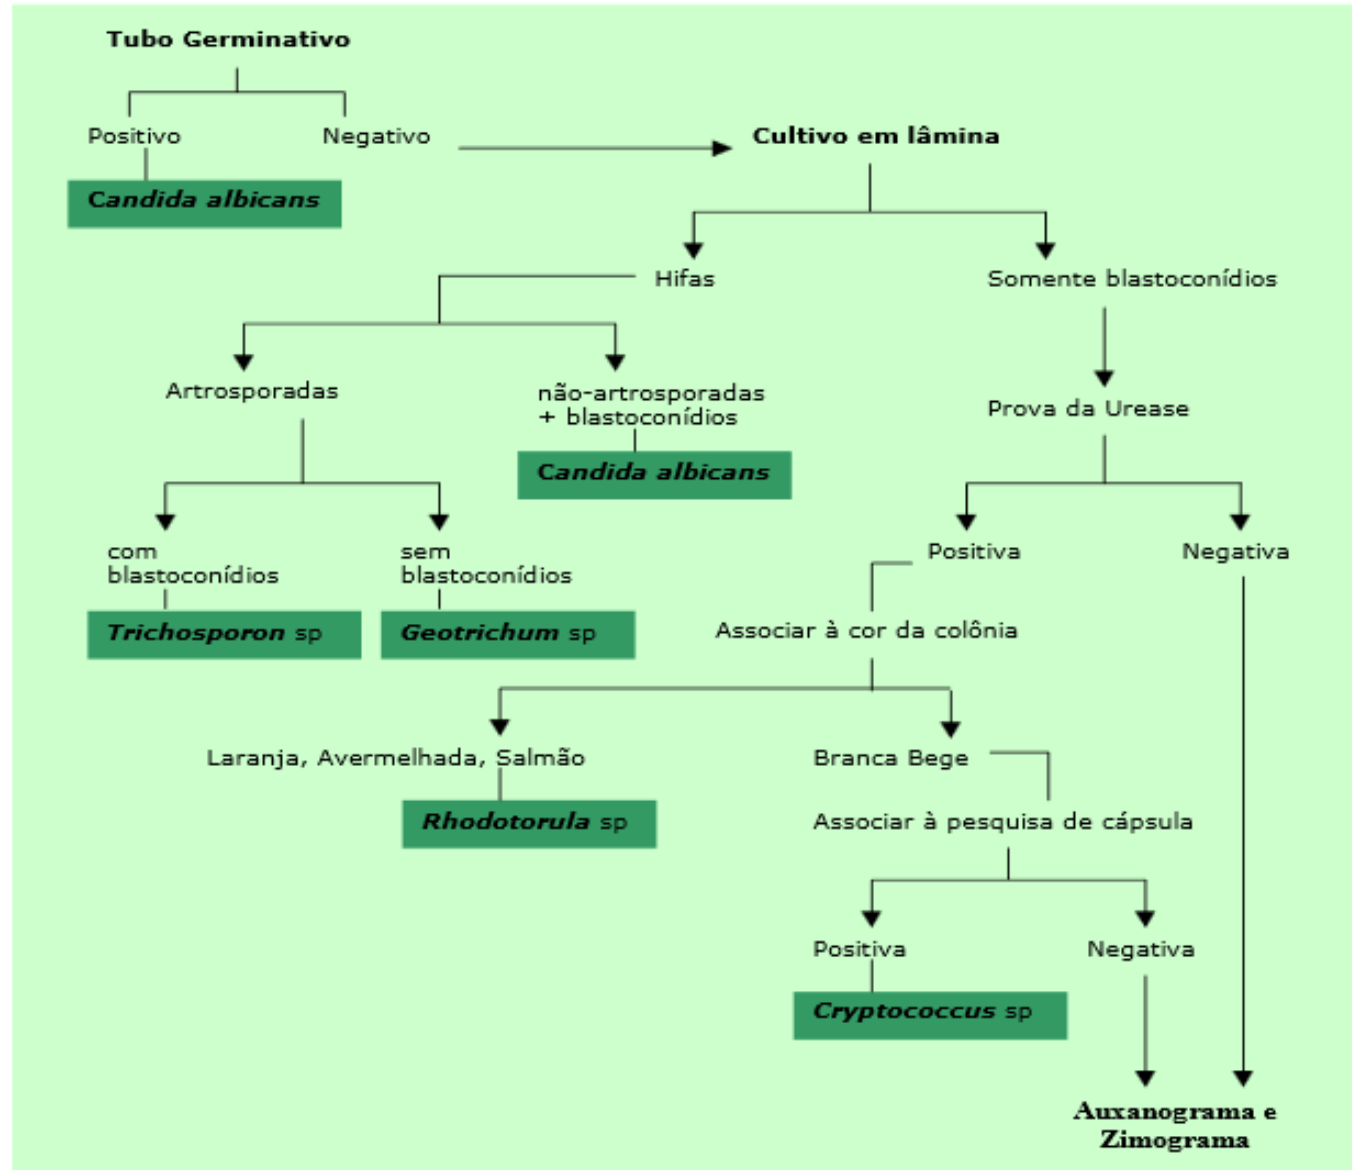 Tubo Germinativo
Positivo
Negativo
Cultivo em lâmina
Candida albicans
Hifas
Somente blastoconídios
Artrosporadas
não-artrosporadas
+ blastoconídios
Prova da Urease
Candida albicans
com
blastoconídios
sem
blastoconídios
Positiva
Negativa
Trichosporon sp
Geotrichum sp
Associar à cor da colônia
Laranja, Avermelhada, Salmão
Branca Bege
Rhodotorula sp
Associar à pesquisa de cápsula
Positiva
Negativa
Cryptococcus sp
Auxanograma e
Zimograma